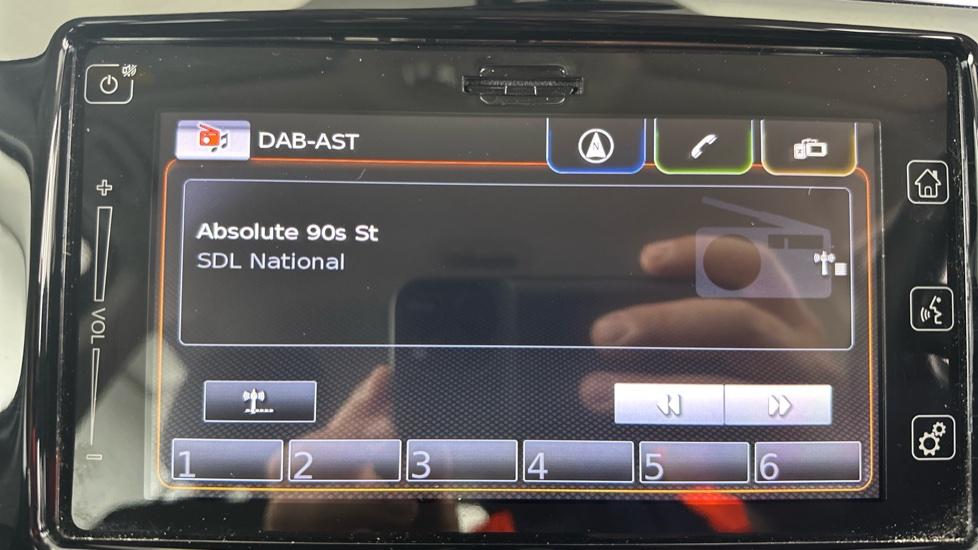 DAB-AST
Absolute 90s St
SDL National
VOL
1 2 3 4 5 6